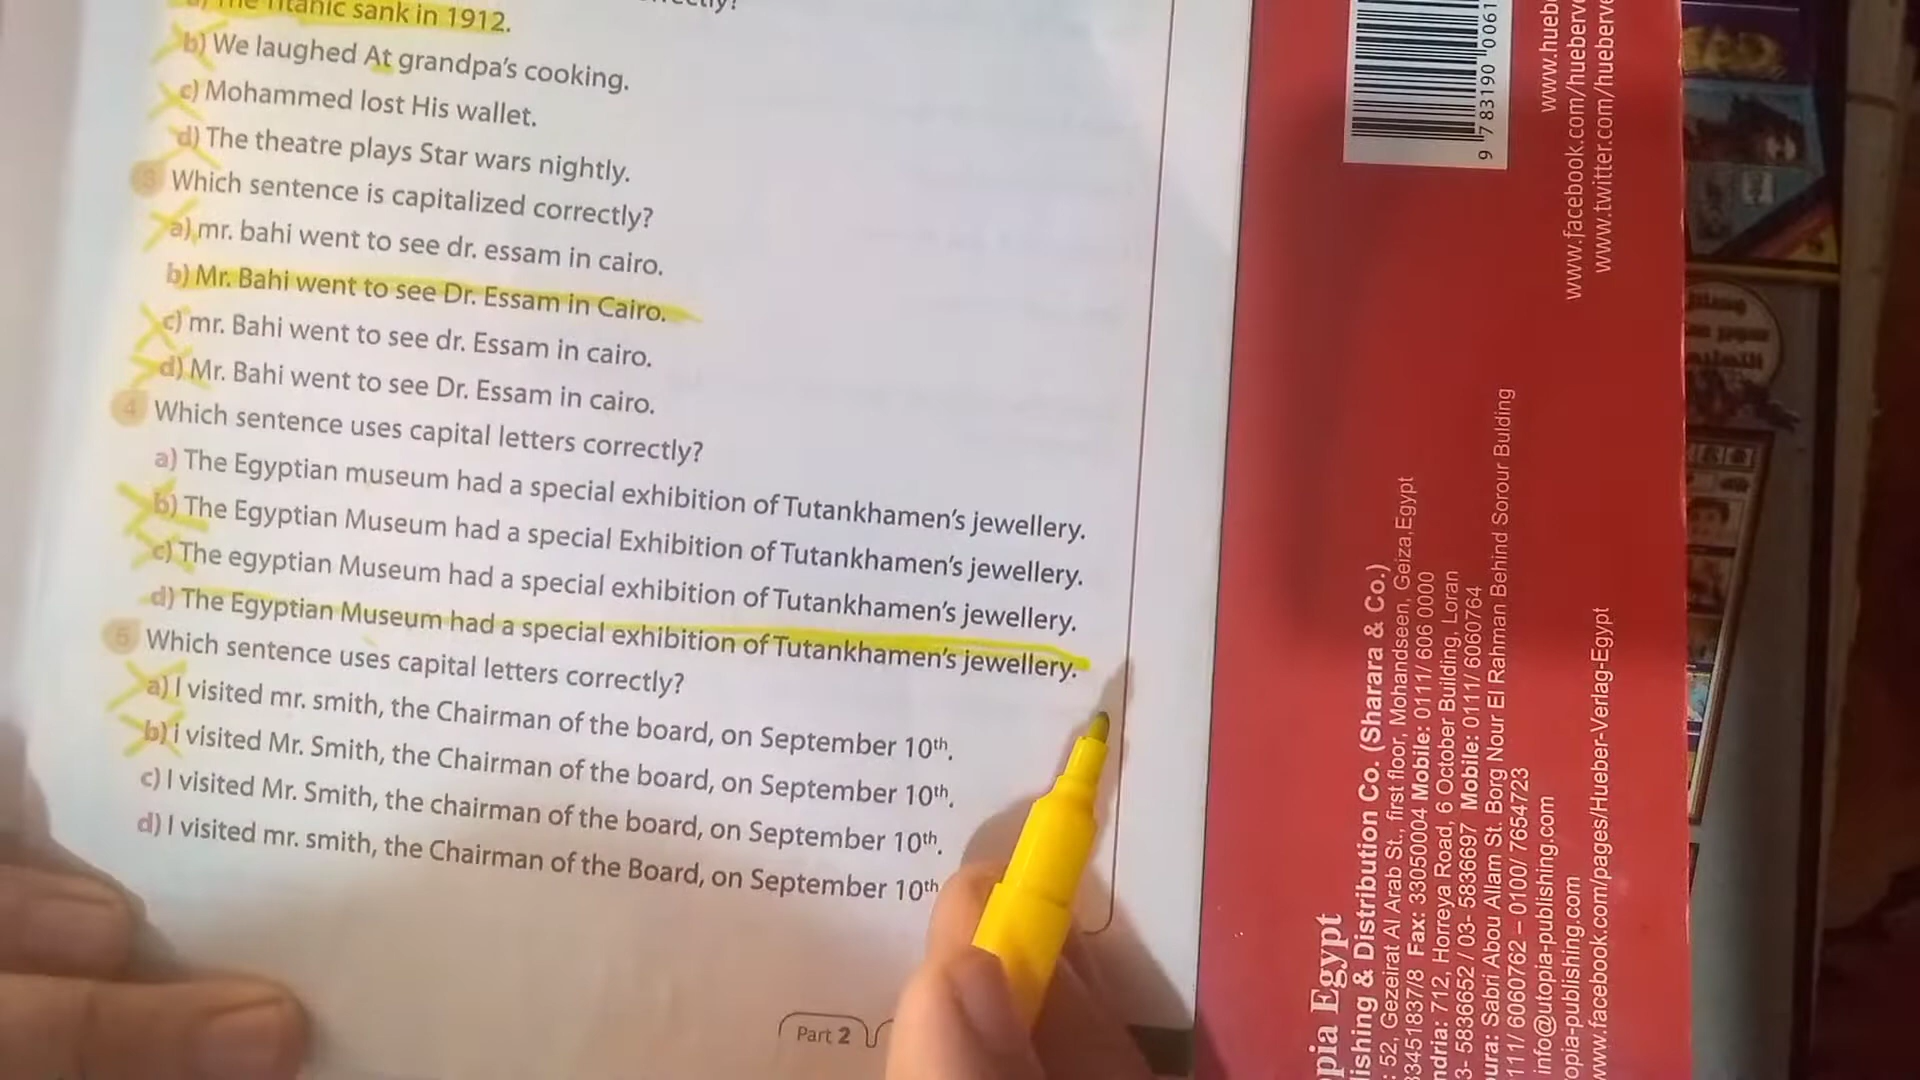 The Titanic sank in 1912.
b) We laughed At grandpa's cooking.
c) Mohammed lost His wallet.
d) The theatre plays Star wars nightly.
3 Which sentence is capitalized correctly?
a) mr. bahi went to see dr. essam in cairo.
b) Mr. Bahi went to see Dr. Essam in Cairo.
c) mr. Bahi went to see dr. Essam in cairo.
d) Mr. Bahi went to see Dr. Essam in cairo.
4 Which sentence uses capital letters correctly?
a) The Egyptian museum had a special exhibition of Tutankhamen's jewellery.
b) The Egyptian Museum had a special Exhibition of Tutankhamen's jewellery.
c) The egyptian Museum had a special exhibition of Tutankhamen's jewellery.
d) The Egyptian Museum had a special exhibition of Tutankhamen's jewellery.
5 Which sentence uses capital letters correctly?
a) I visited mr. smith, the Chairman of the board, on September 10th.
b) i visited Mr. Smith, the Chairman of the board, on September 10th.
c) I visited Mr. Smith, the chairman of the board, on September 10th.
d) I visited mr. smith, the Chairman of the Board, on September 10th
Part 2
9 783190 0061
www.hueb
www.facebook.com/hueberve
www.twitter.com/hueberve
pia Egypt
lishing & Distribution Co. (Sharara & Co.)
: 52, Gezeirat Al Arab St., first floor, Mohandseen, Geiza,Egypt
33451837/8 Fax: 33050004 Mobile: 0111/ 606 0000
ndria: 712, Horreya Road, 6 October Building, Loran
3- 5836652 / 03- 5836697 Mobile: 0111/ 6060764
oura: Sabri Abou Allam St. Borg Nour El Rahman Behind Sorour Bulding
111/ 6060762 – 0100/ 7654723
info@utopia-publishing.com
opia-publishing.com
www.facebook.com/pages/Hueber-Verlag-Egypt